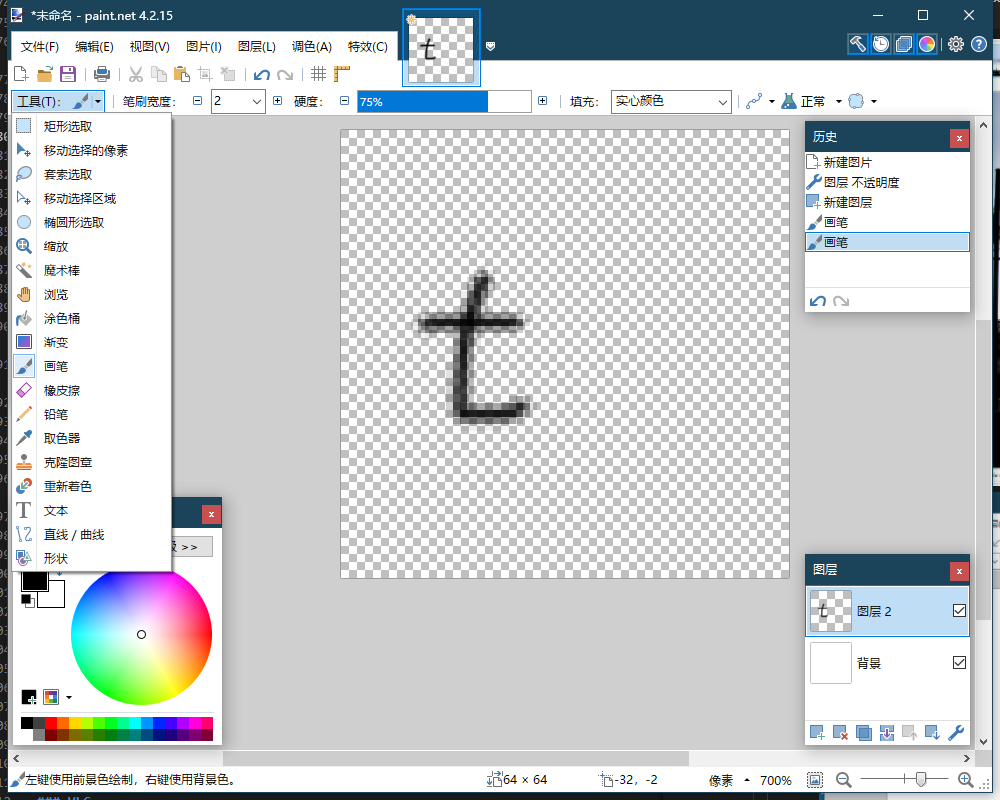 *未命名 - paint.net 4.2.15
文件(F) 编辑(E) 视图(V) 图片(I) 图层(L) 调色(A) 特效(C)
工具(T): 笔刷宽度: 2 硬度: 75% 填充: 实心颜色 正常
矩形选取
移动选择的像素
套索选取
移动选择区域
椭圆形选取
缩放
魔术棒
浏览
涂色桶
渐变
画笔
橡皮擦
铅笔
取色器
克隆图章
重新着色
文本
直线 / 曲线
形状
>>
t
历史
新建图片
图层 不透明度
新建图层
画笔
画笔
图层
图层 2
背景
左键使用前景色绘制，右键使用背景色。 64 × 64 -32, -2 像素 700%